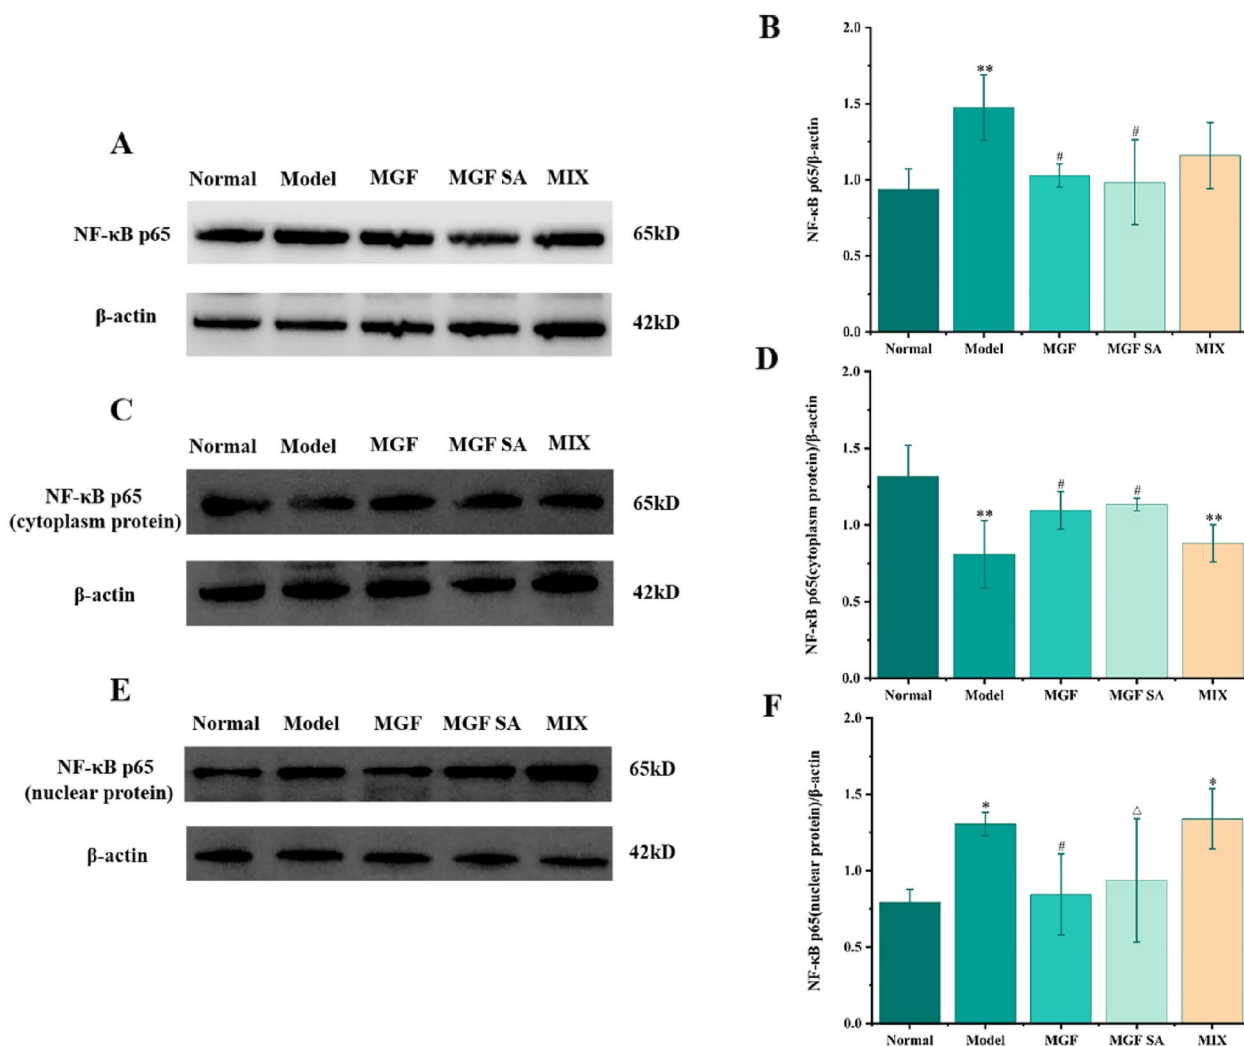 A
Normal Model MGF MGF SA MIX
NF-κB p65 65kD
β-actin 42kD
B
NF-κB p65/β-actin
2.0
1.5
1.0
0.5
0.0
**
#
#
Normal Model MGF MGF SA MIX
C
Normal Model MGF MGF SA MIX
NF-κB p65
(cytoplasm protein)
65kD
β-actin 42kD
D
NF-κB p65(cytoplasm protein)/β-actin
2.0
1.5
1.0
0.5
0.0
**
#
#
**
Normal Model MGF MGF SA MIX
E
Normal Model MGF MGF SA MIX
NF-κB p65
(nuclear protein)
65kD
β-actin 42kD
F
NF-κB p65(nuclear protein)/β-actin
2.0
1.5
1.0
0.5
0.0
*
#
△
*
Normal Model MGF MGF SA MIX